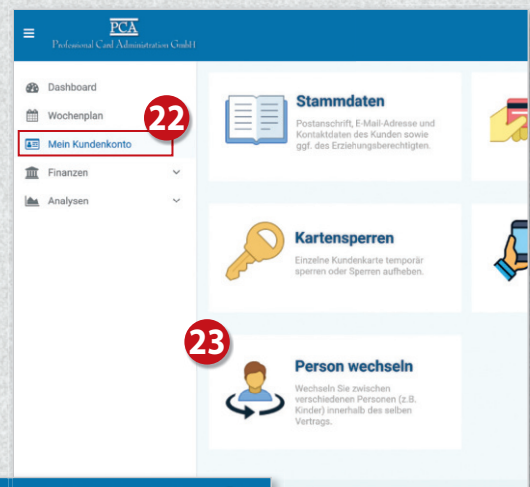 PCA
Professional Card Administration GmbH
Dashboard
Wochenplan
22
Mein Kundenkonto
Finanzen
Analysen
Stammdaten
Postanschrift, E-Mail-Adresse und
Kontaktdaten des Kunden sowie
ggf. des Erziehungsberechtigten.
Kartensperren
Einzelne Kundenkarte temporär
sperren oder Sperren aufheben.
23
Person wechseln
Wechseln Sie zwischen
verschiedenen Personen (z.B.
Kinder) innerhalb des selben
Vertrags.